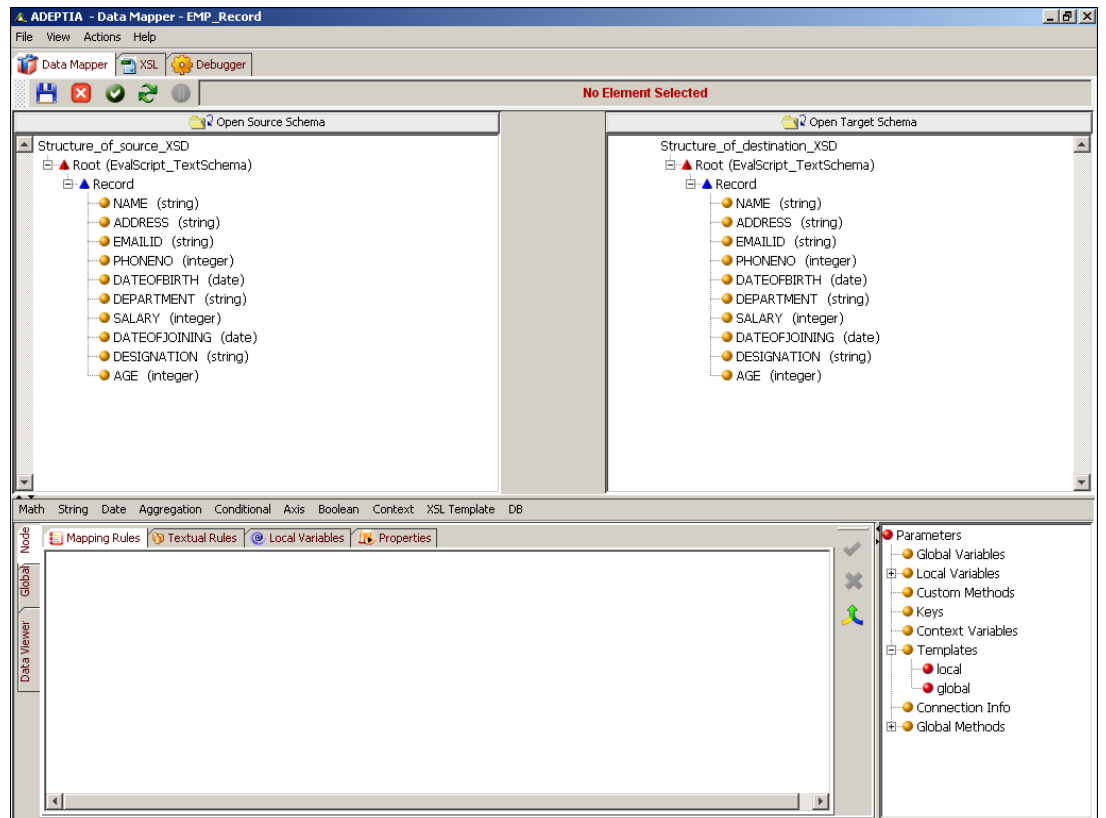 ADEPTIA - Data Mapper - EMP_Record
File View Actions Help
Data Mapper XSL Debugger
No Element Selected
Open Source Schema
Open Target Schema
Structure_of_source_XSD
Root (EvalScript_TextSchema)
Record
NAME (string)
ADDRESS (string)
EMAILID (string)
PHONENO (integer)
DATEOFBIRTH (date)
DEPARTMENT (string)
SALARY (integer)
DATEOFJOINING (date)
DESIGNATION (string)
AGE (integer)
Structure_of_destination_XSD
Root (EvalScript_TextSchema)
Record
NAME (string)
ADDRESS (string)
EMAILID (string)
PHONENO (integer)
DATEOFBIRTH (date)
DEPARTMENT (string)
SALARY (integer)
DATEOFJOINING (date)
DESIGNATION (string)
AGE (integer)
Math String Date Aggregation Conditional Axis Boolean Context XSL Template DB
Node
Global
Data Viewer
Mapping Rules Textual Rules Local Variables Properties
Parameters
Global Variables
Local Variables
Custom Methods
Keys
Context Variables
Templates
local
global
Connection Info
Global Methods